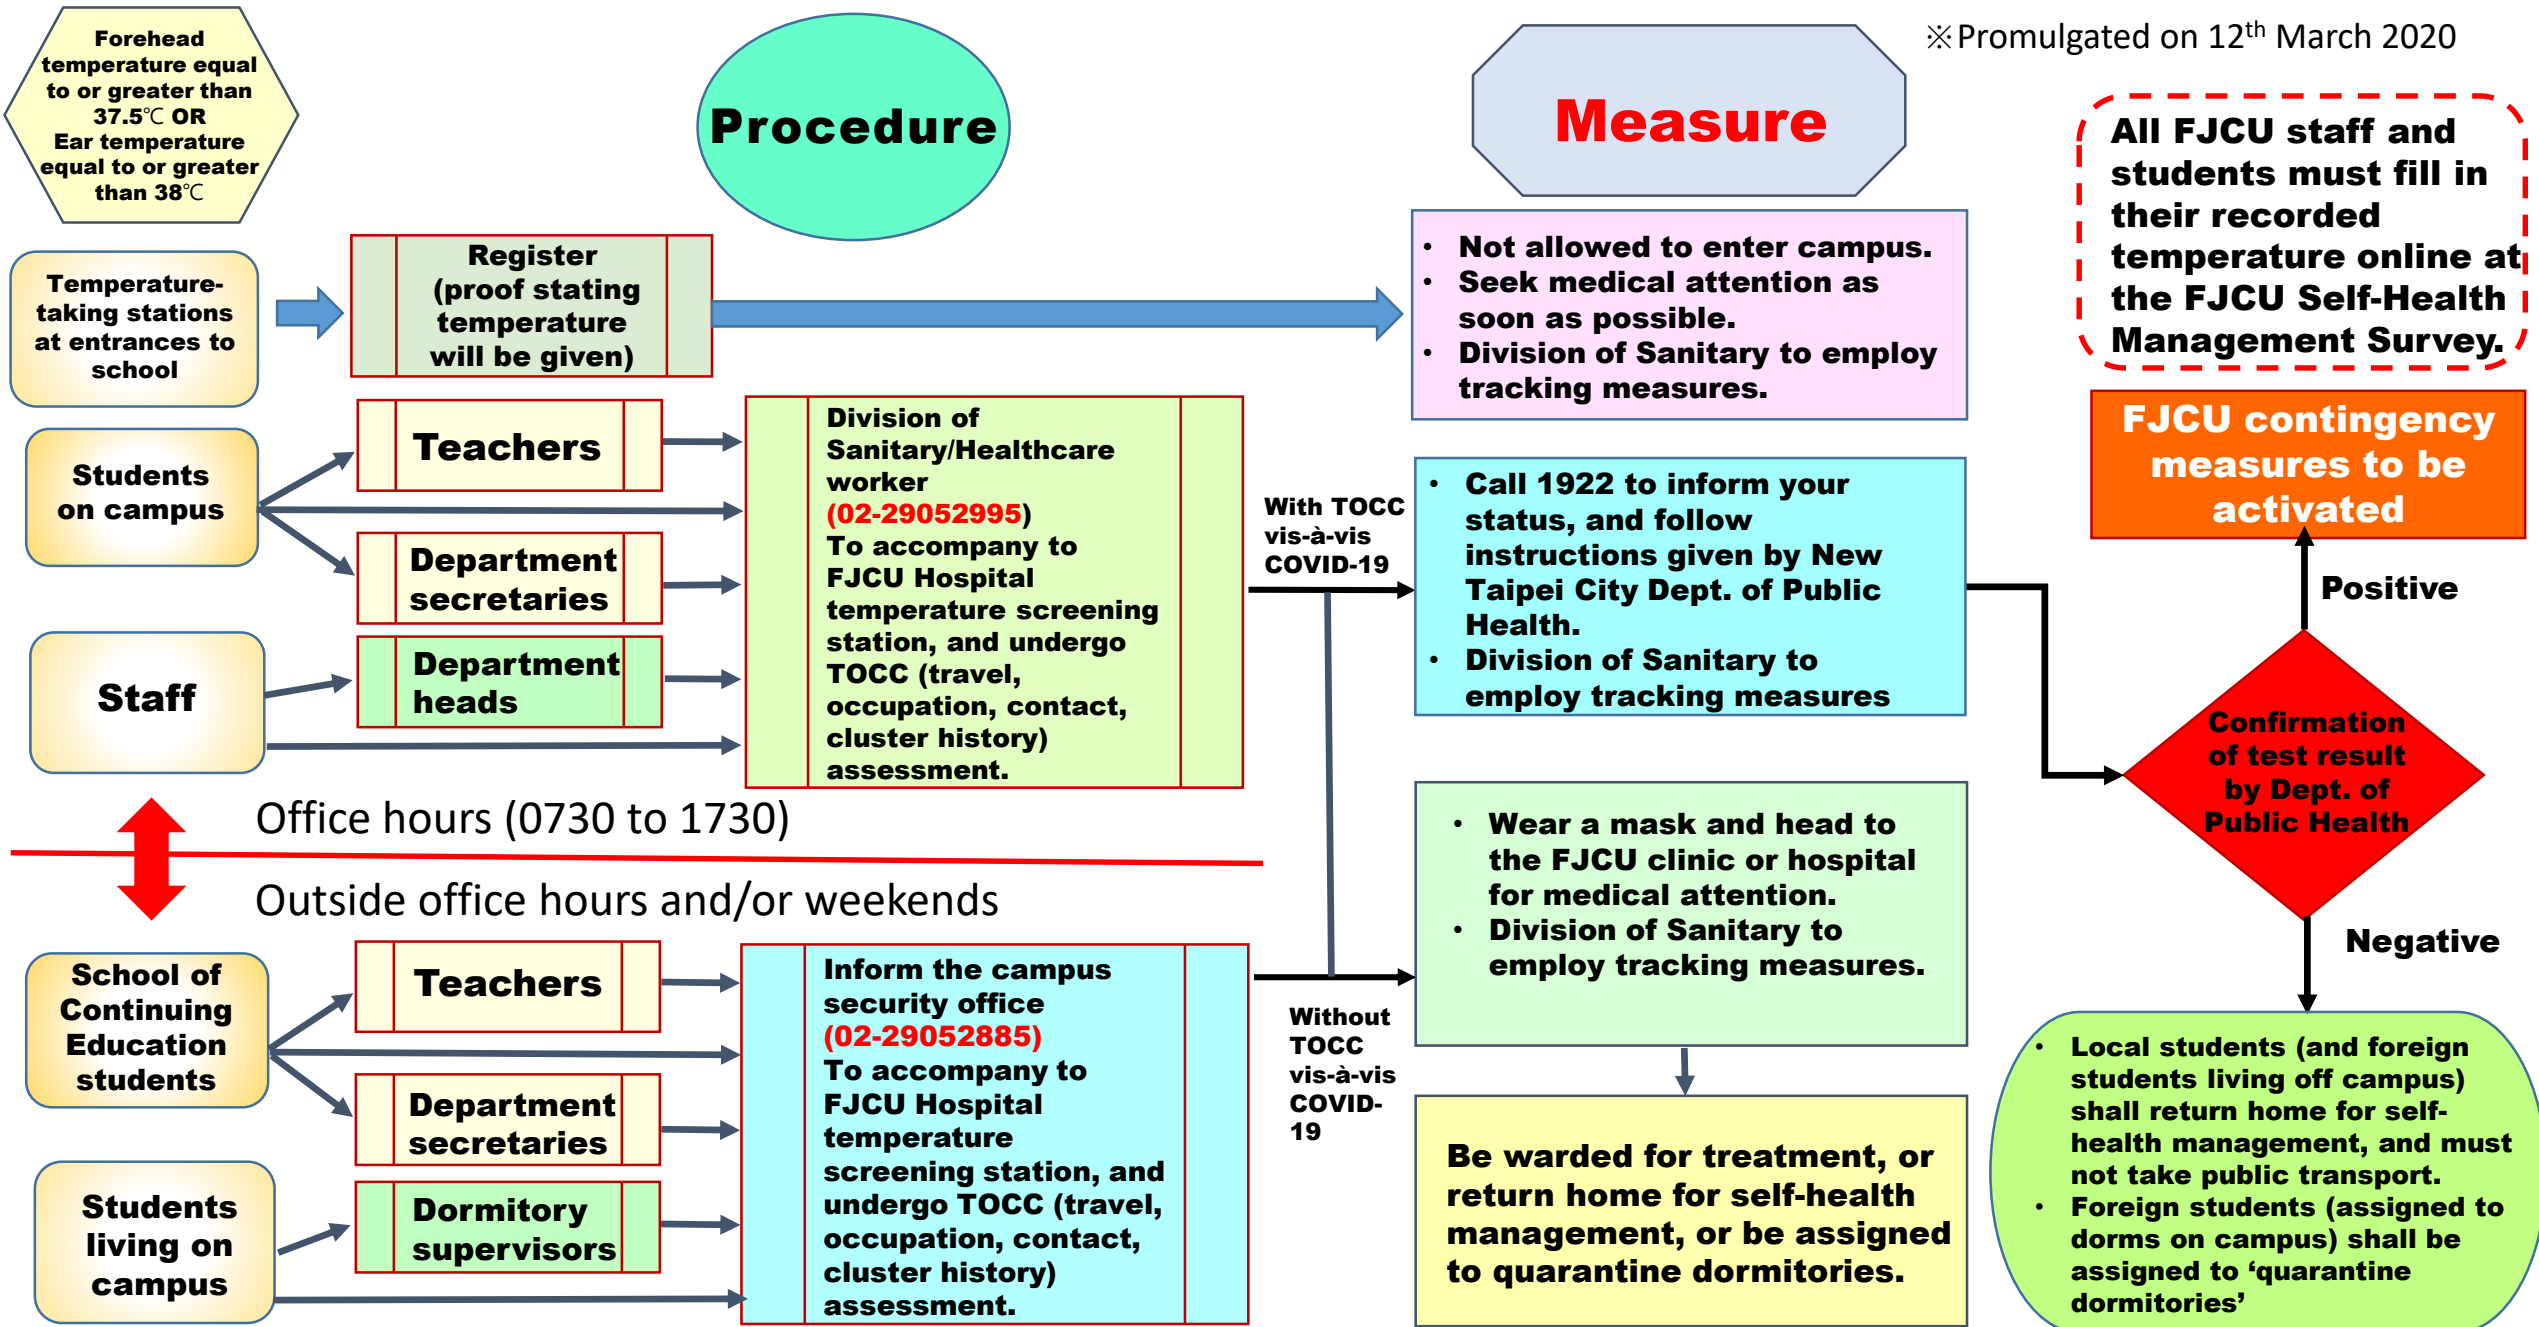 Forehead
temperature equal
to or greater than
37.5℃ OR
Ear temperature
equal to or greater
than 38℃
Procedure
Measure
※Promulgated on 12th March 2020
All FJCU staff and
students must fill in
their recorded
temperature online at
the FJCU Self-Health
Management Survey.
Temperature-
taking stations
at entrances to
school
Register
(proof stating
temperature
will be given)
• Not allowed to enter campus.
• Seek medical attention as
soon as possible.
• Division of Sanitary to employ
tracking measures.
Students
on campus
Teachers
Department
secretaries
Staff
Department
heads
Division of
Sanitary/Healthcare
worker
(02-29052995)
To accompany to
FJCU Hospital
temperature screening
station, and undergo
TOCC (travel,
occupation, contact,
cluster history)
assessment.
With TOCC
vis-à-vis
COVID-19
• Call 1922 to inform your
status, and follow
instructions given by New
Taipei City Dept. of Public
Health.
• Division of Sanitary to
employ tracking measures
FJCU contingency
measures to be
activated
Positive
Confirmation
of test result
by Dept. of
Public Health
Negative
Office hours (0730 to 1730)
Outside office hours and/or weekends
School of
Continuing
Education
students
Teachers
Department
secretaries
Students
living on
campus
Dormitory
supervisors
Inform the campus
security office
(02-29052885)
To accompany to
FJCU Hospital
temperature
screening station, and
undergo TOCC (travel,
occupation, contact,
cluster history)
assessment.
Without
TOCC
vis-à-vis
COVID-
19
• Wear a mask and head to
the FJCU clinic or hospital
for medical attention.
• Division of Sanitary to
employ tracking measures.
Be warded for treatment, or
return home for self-health
management, or be assigned
to quarantine dormitories.
• Local students (and foreign
students living off campus)
shall return home for self-
health management, and must
not take public transport.
• Foreign students (assigned to
dorms on campus) shall be
assigned to ‘quarantine
dormitories’